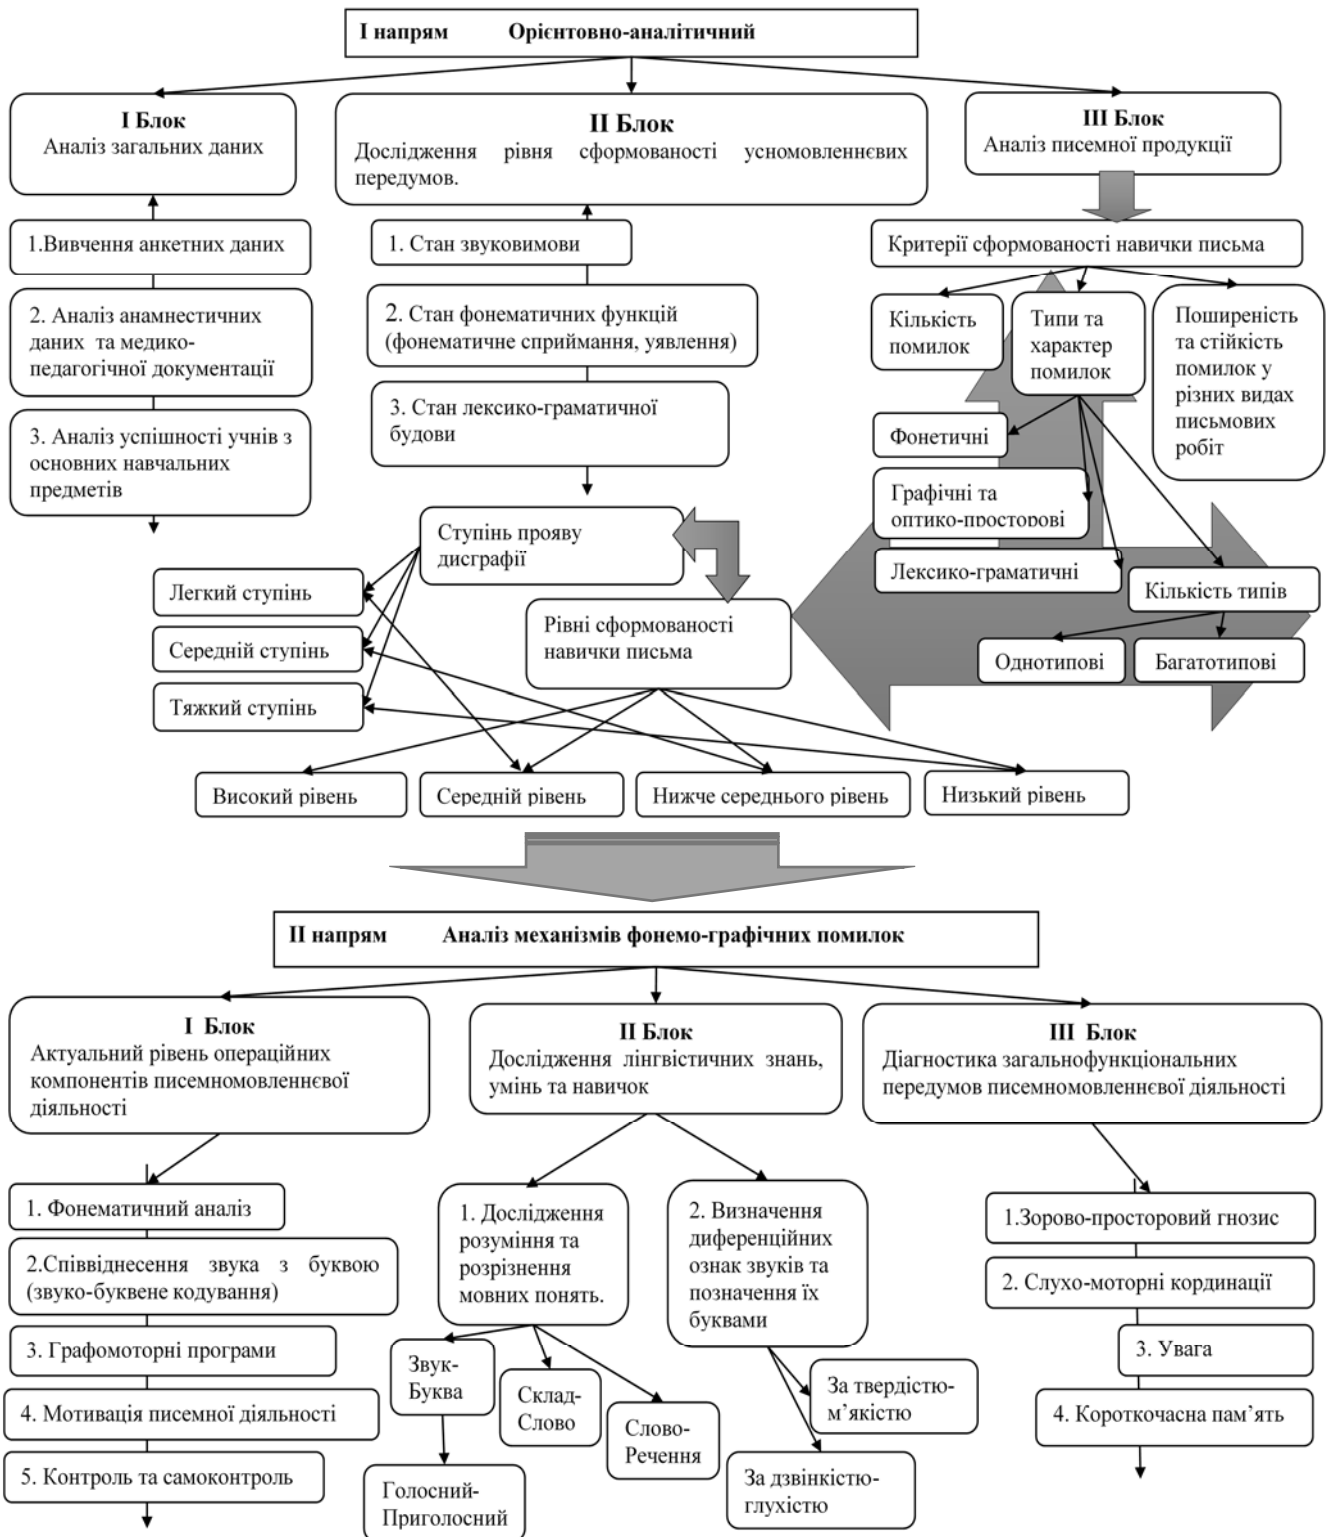 І напрям Орієнтовно-аналітичний
І Блок
Аналіз загальних даних
ІІ Блок
Дослідження рівня сформованості усномовленнєвих
передумов.
ІІІ Блок
Аналіз писемної продукції
1.Вивчення анкетних даних
2. Аналіз анамнестичних
даних та медико-
педагогічної документації
3. Аналіз успішності учнів з
основних навчальних
предметів
1. Стан звуковимови
2. Стан фонематичних функцій
(фонематичне сприймання, уявлення)
3. Стан лексико-граматичної
будови
Критерії сформованості навички письма
Кількість
помилок
Типи та
характер
помилок
Поширеність
та стійкість
помилок у
різних видах
письмових
робіт
Фонетичні
Графічні та
оптико-просторові
Лексико-граматичні
Кількість типів
Однотипові
Багатотипові
Ступінь прояву
дисграфії
Легкий ступінь
Середній ступінь
Тяжкий ступінь
Рівні сформованості
навички письма
Високий рівень
Середній рівень
Нижче середнього рівень
Низький рівень
ІІ напрям Аналіз механізмів фонемо-графічних помилок
І Блок
Актуальний рівень операційних
компонентів писемномовленнєвої
діяльності
ІІ Блок
Дослідження лінгвістичних знань,
умінь та навичок
ІІІ Блок
Діагностика загальнофункціональних
передумов писемномовленнєвої діяльності
1. Фонематичний аналіз
2.Співвіднесення звука з буквою
(звуко-буквене кодування)
3. Графомоторні програми
4. Мотивація писемної діяльності
5. Контроль та самоконтроль
1. Дослідження
розуміння та
розрізнення
мовних понять.
2. Визначення
диференційних
ознак звуків та
позначення їх
буквами
Звук-
Буква
Склад-
Слово
Слово-
Речення
Голосний-
Приголосний
За твердістю-
м’якістю
За дзвінкістю-
глухістю
1.Зорово-просторовий гнозис
2. Слухо-моторні кординації
3. Увага
4. Короткочасна пам’ять